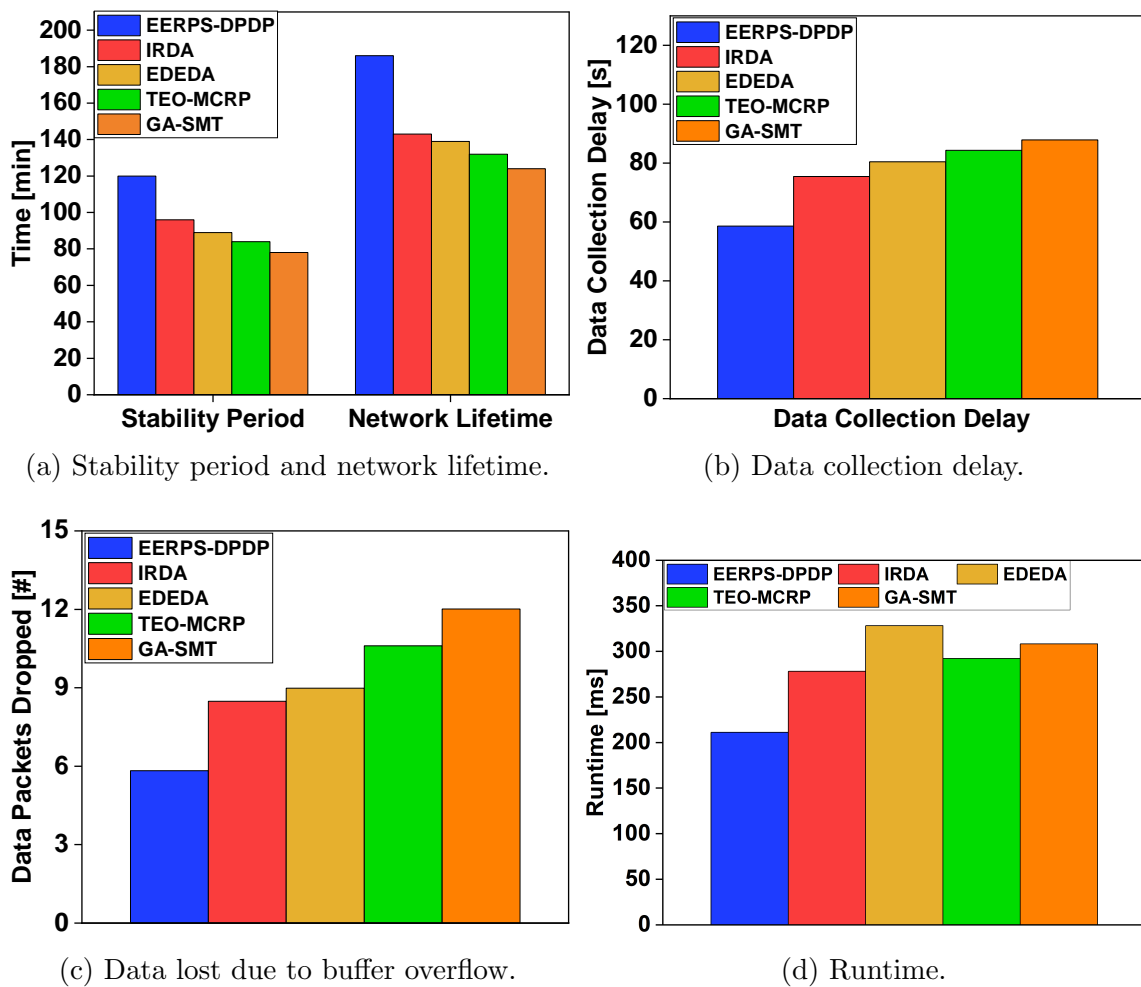 200
180
160
140
120
100
80
60
40
20
0
Time [min]
EERPS-DPDP
IRDA
EDEDA
TEO-MCRP
GA-SMT
Stability Period
Network Lifetime
(a) Stability period and network lifetime.
120
100
80
60
40
20
0
Data Collection Delay [s]
EERPS-DPDP
IRDA
EDEDA
TEO-MCRP
GA-SMT
Data Collection Delay
(b) Data collection delay.
15
12
9
6
3
0
Data Packets Dropped [#]
EERPS-DPDP
IRDA
EDEDA
TEO-MCRP
GA-SMT
(c) Data lost due to buffer overflow.
400
350
300
250
200
150
100
50
0
Runtime [ms]
EERPS-DPDP IRDA EDEDA
TEO-MCRP GA-SMT
(d) Runtime.